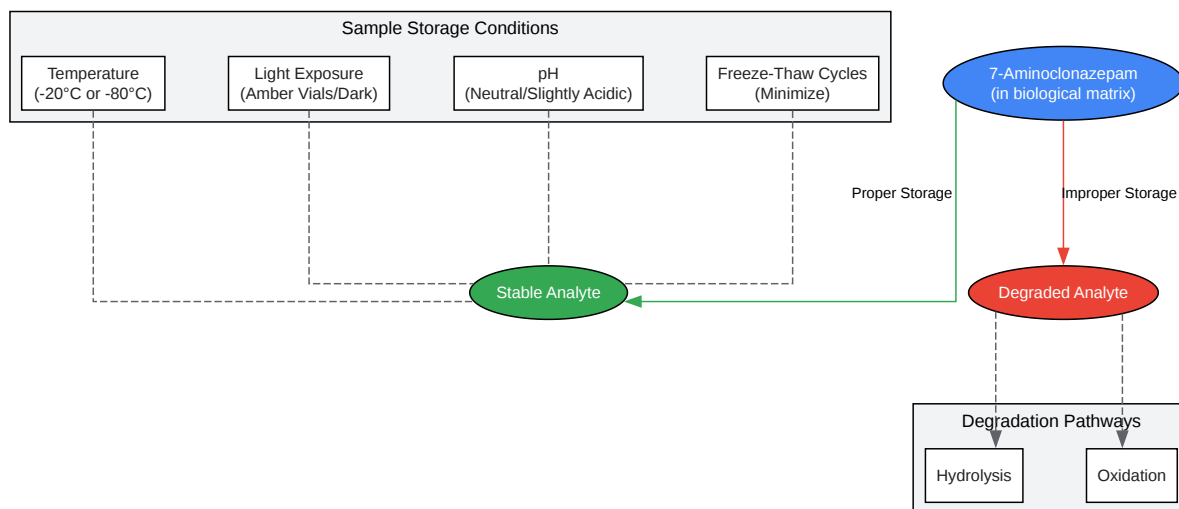 Sample Storage Conditions
Temperature
(-20°C or -80°C)
Light Exposure
(Amber Vials/Dark)
pH
(Neutral/Slightly Acidic)
Freeze-Thaw Cycles
(Minimize)
7-Aminoclonazepam
(in biological matrix)
Proper Storage
Improper Storage
Stable Analyte
Degraded Analyte
Degradation Pathways
Hydrolysis
Oxidation